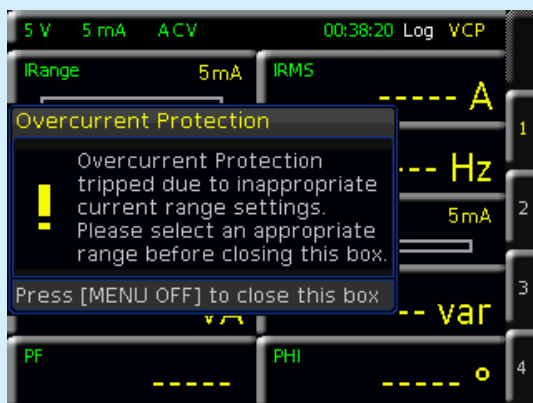 5 V 5 mA ACV 00:38:20 Log VCP
IRange 5mA IRMS
----- A
Overcurrent Protection
1
Overcurrent Protection
tripped due to inappropriate
current range settings.
Please select an appropriate
range before closing this box.
! --- Hz
5mA 2
Press [MENU OFF] to close this box
3
VA -- var
PF PHI
----- ----- °
4